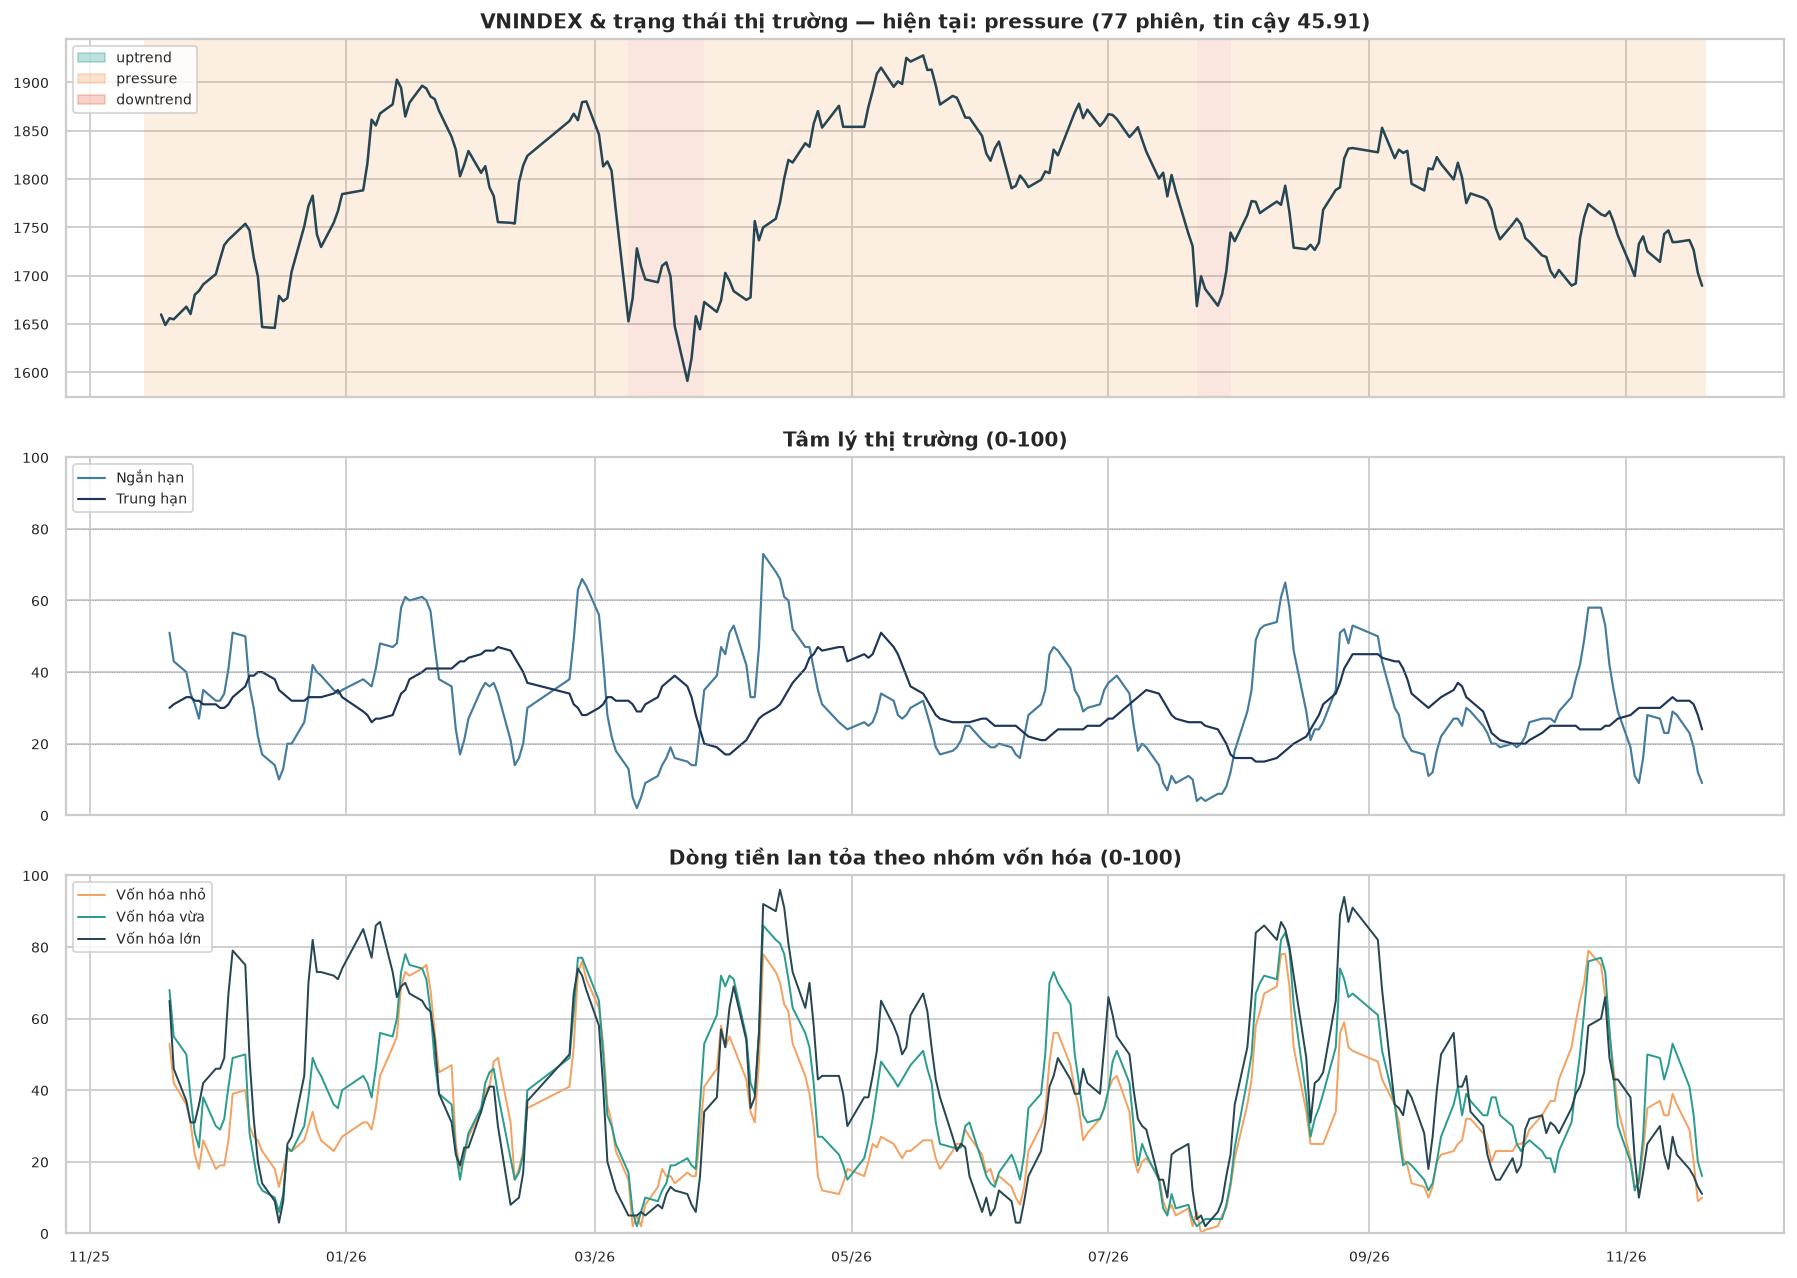 VNINDEX & trạng thái thị trường — hiện tại: pressure (77 phiên, tin cậy 45.91)
uptrend
pressure
downtrend
1900
1850
1800
1750
1700
1650
1600
Tâm lý thị trường (0-100)
Ngắn hạn
Trung hạn
100
80
60
40
20
0
Dòng tiền lan tỏa theo nhóm vốn hóa (0-100)
Vốn hóa nhỏ
Vốn hóa vừa
Vốn hóa lớn
100
80
60
40
20
0
11/25 01/26 03/26 05/26 07/26 09/26 11/26